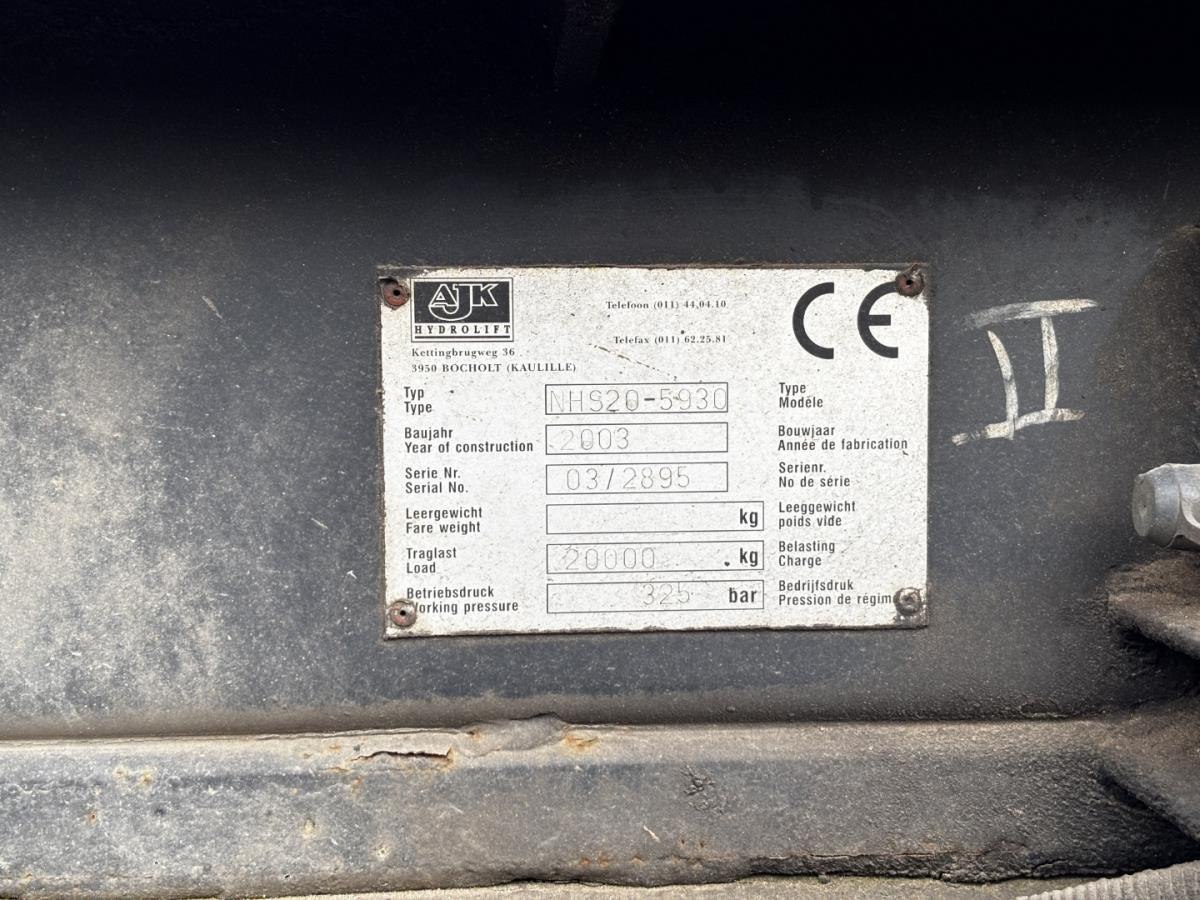 AJK
HYDROLIFT
Kettingbrugweg 36
3950 BOCHOLT (KAULILLE)
Telefoon (011) 44.04.10
Telefax (011) 62.25.81
CE
Typ
Type
NHS20-5930
Type
Modéle
Baujahr
Year of construction
2003
Bouwjaar
Année de fabrication
Serie Nr.
Serial No.
03/2895
Serienr.
No de série
Leergewicht
Fare weight
kg
Leeggewicht
poids vide
Traglast
Load
20000 kg
Belasting
Charge
Betriebsdruck
Working pressure
325 bar
Bedrijfsdruk
Pression de régim
II